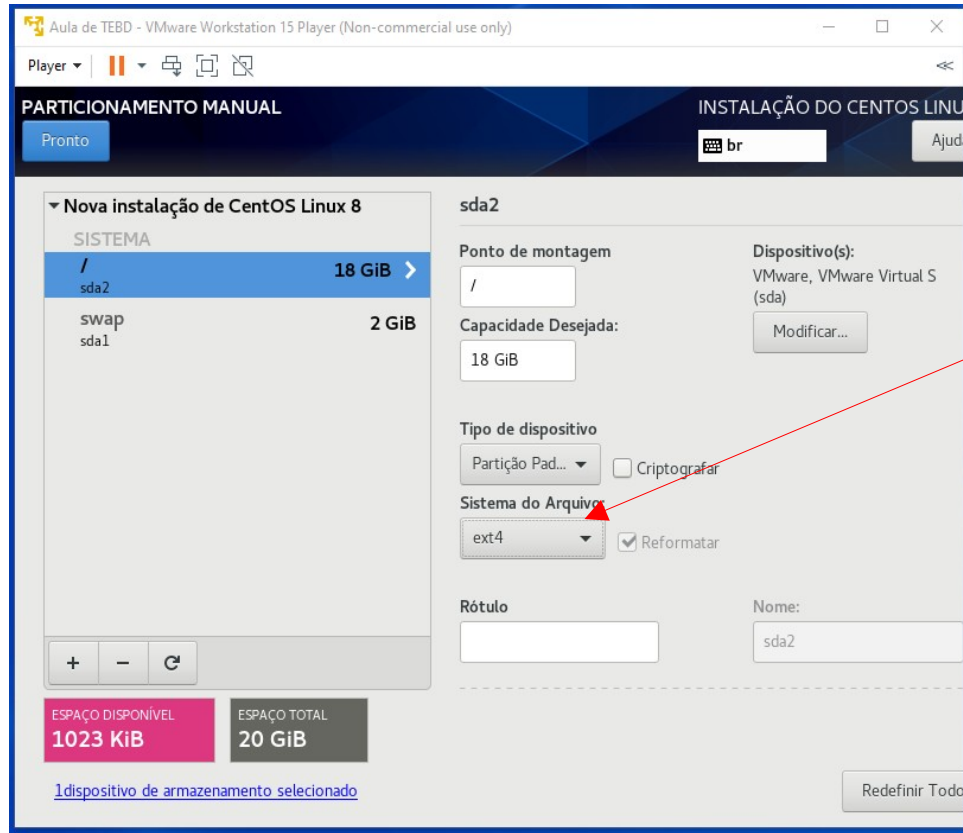 Aula de TEBD - VMware Workstation 15 Player (Non-commercial use only)
Player
PARTICIONAMENTO MANUAL
INSTALAÇÃO DO CENTOS LINU
Pronto
br
Ajuda
Nova instalação de CentOS Linux 8
SISTEMA
/
18 GiB
sda2
swap
2 GiB
sda1
sda2
Ponto de montagem
/
Dispositivo(s):
VMware, VMware Virtual S
(sda)
Modificar...
Capacidade Desejada:
18 GiB
Tipo de dispositivo
Partição Pad...
Criptografar
Sistema do Arquivor
ext4
Reformatar
Rótulo
Nome:
sda2
ESPAÇO DISPONÍVEL
1023 KiB
ESPAÇO TOTAL
20 GiB
1dispositivo de armazenamento selecionado
Redefinir Todo